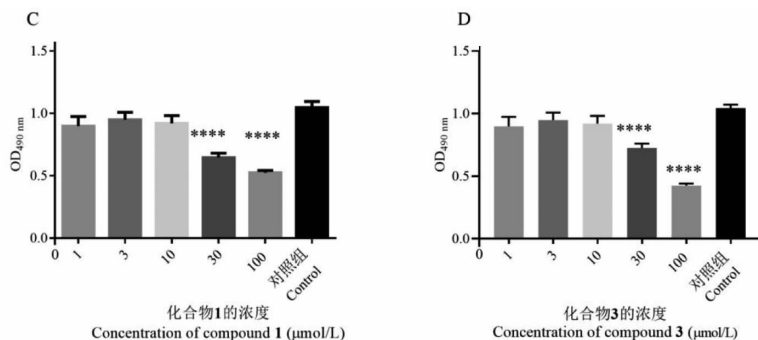 C
1.5
1.0
0.5
0.0
OD490 nm
****
****
0
1
3
10
30
100
对照组
Control
化合物1的浓度
Concentration of compound 1 (μmol/L)
D
1.5
1.0
0.5
0.0
OD490 nm
****
****
0
1
3
10
30
100
对照组
Control
化合物3的浓度
Concentration of compound 3 (μmol/L)